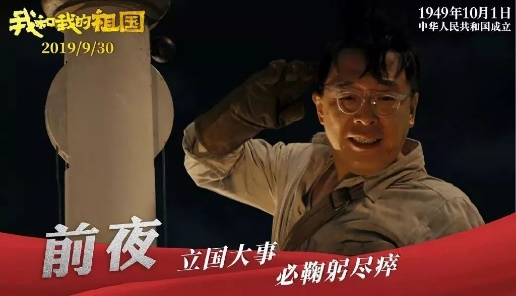 我和我的祖国
2019/9/30
1949年10月1日
中华人民共和国成立
前夜
立国大事
必鞠躬尽瘁